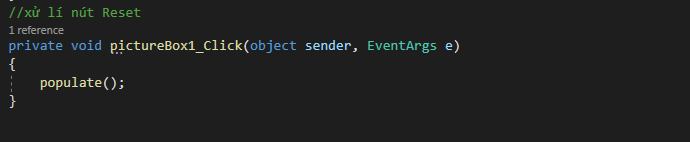 //xử lí nút Reset
1 reference
private void pictureBox1_Click(object sender, EventArgs e)
{
populate();
}